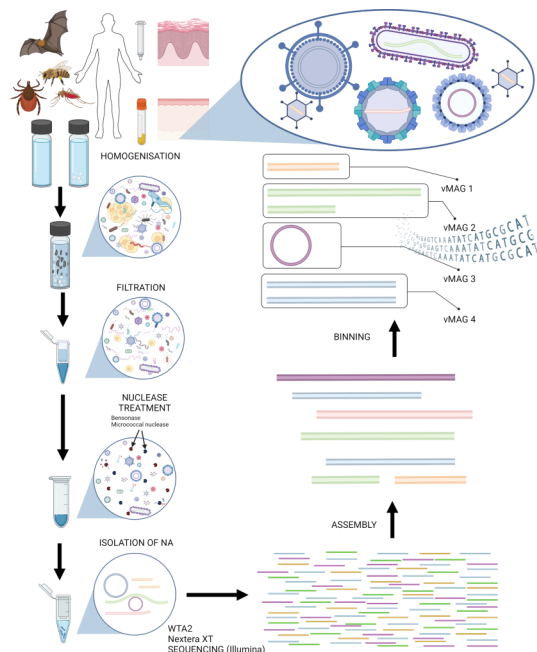 HOMOGENISATION
FILTRATION
NUCLEASE
TREATMENT
Bensonase
Micrococcal nuclease
ISOLATION OF NA
WTA2
Nextera XT
SEQUENCING (Illumina)
ASSEMBLY
BINNING
vMAG 1
vMAG 2
vMAG 3
vMAG 4